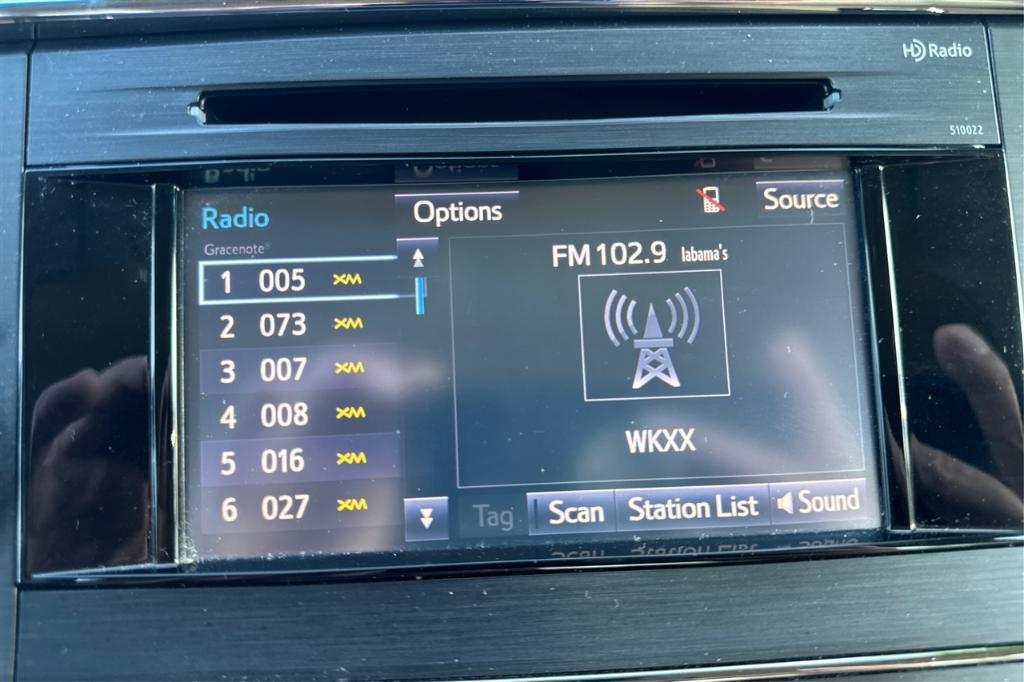 HD Radio
510022
Radio
Options
Source
Gracenote®
FM 102.9 labama's
1 005 XM
2 073 XM
3 007 XM
4 008 XM
5 016 XM
6 027 XM
WKXX
Tag
Scan
Station List
Sound